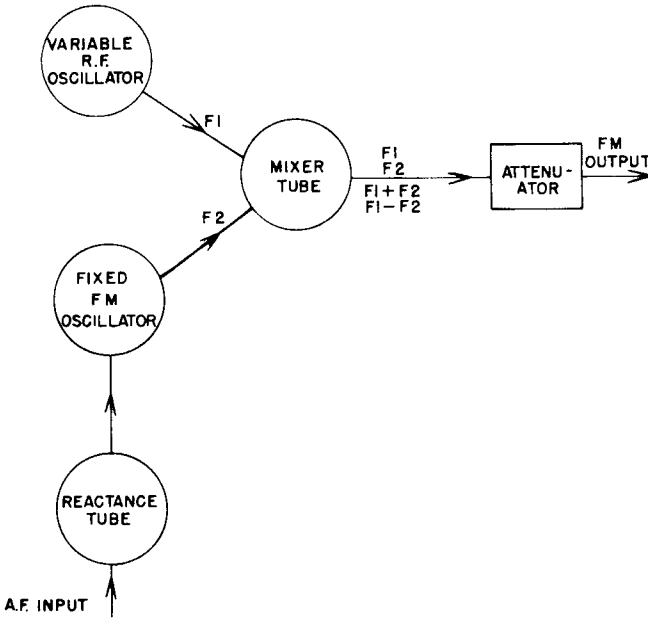 VARIABLE
R.F.
OSCILLATOR
F1
MIXER
TUBE
F1
F2
F1+F2
F1-F2
ATTENU-
ATOR
FM
OUTPUT
F2
FIXED
FM
OSCILLATOR
REACTANCE
TUBE
A.F. INPUT